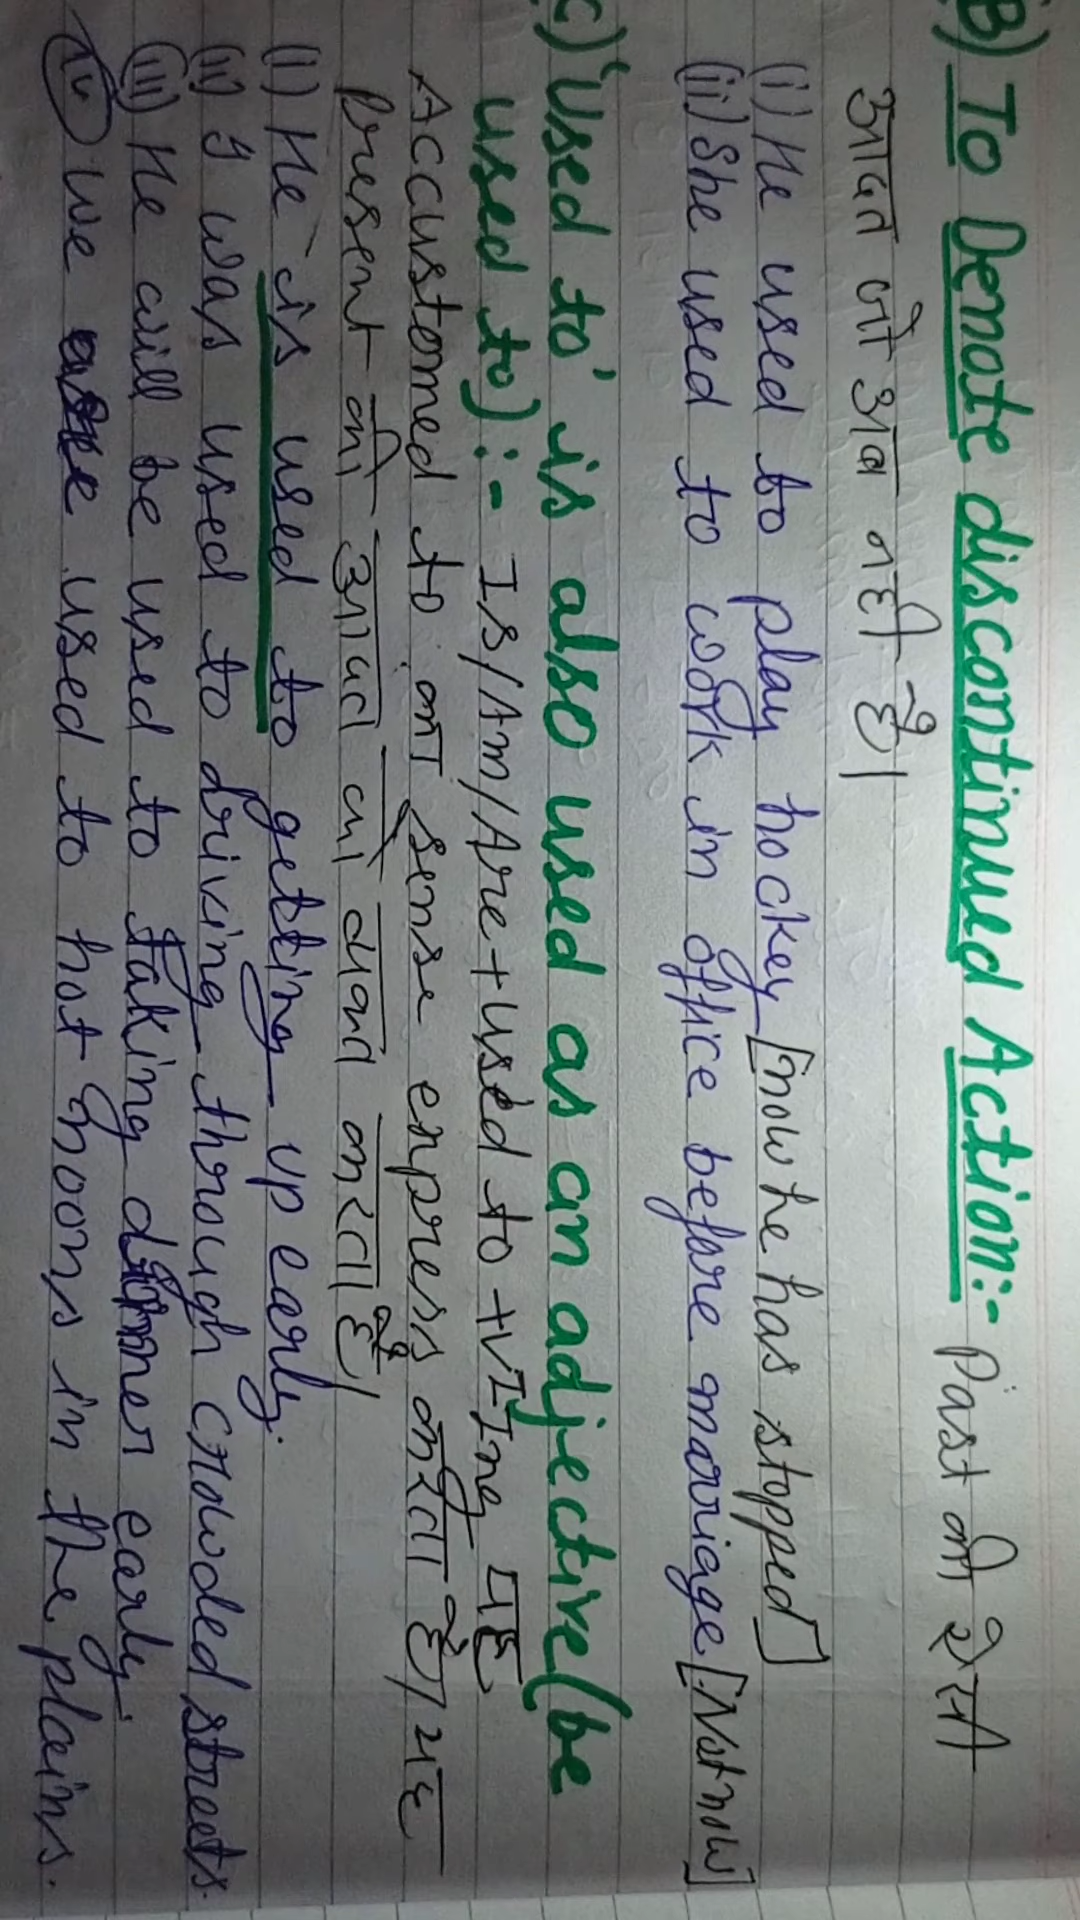 B) To Denote discontinued Action:- Past की ऐसी
आदत जो अब नही है।
(i) He used to play hockey [now he has stopped]
(ii) She used to work in office before marriage [Not now]
C) 'Used to' is also used as an adjective (be
used to) :- Is/Am/Are + used to + VI Ing यह
Accustomed to का sense express करता है। यह
Present की आदत को व्यक्त करता है।
(i) He is used to getting up early.
(ii) I was used to driving through crowded streets.
(iii) He will be used to taking dinner early.
(iv) We are used to hot noons in the plains.